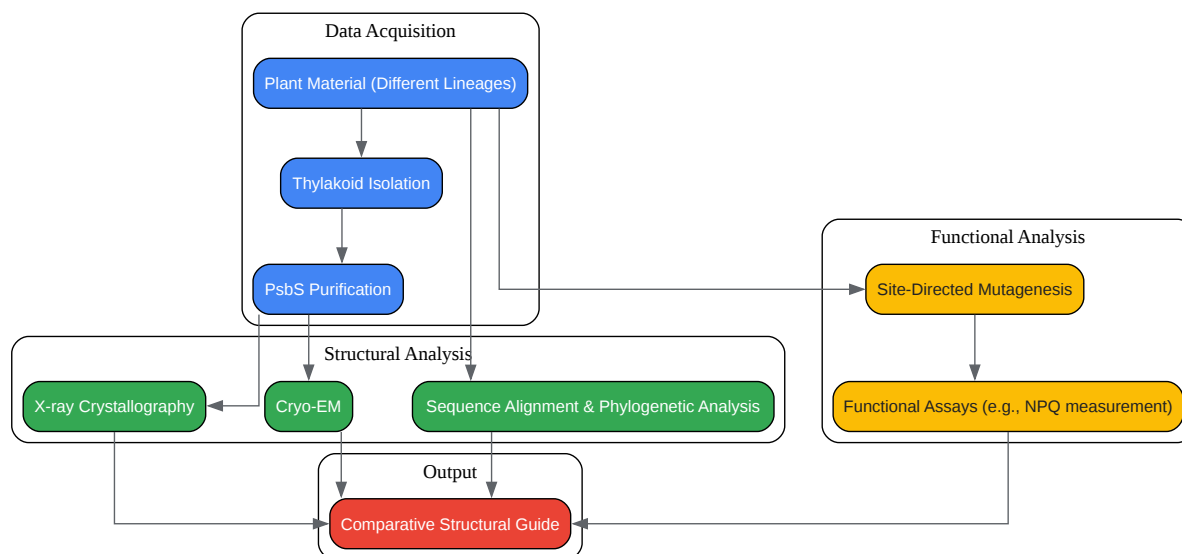 Data Acquisition
Plant Material (Different Lineages)
Thylakoid Isolation
PsbS Purification
Functional Analysis
Site-Directed Mutagenesis
Functional Assays (e.g., NPQ measurement)
Structural Analysis
X-ray Crystallography
Cryo-EM
Sequence Alignment & Phylogenetic Analysis
Output
Comparative Structural Guide